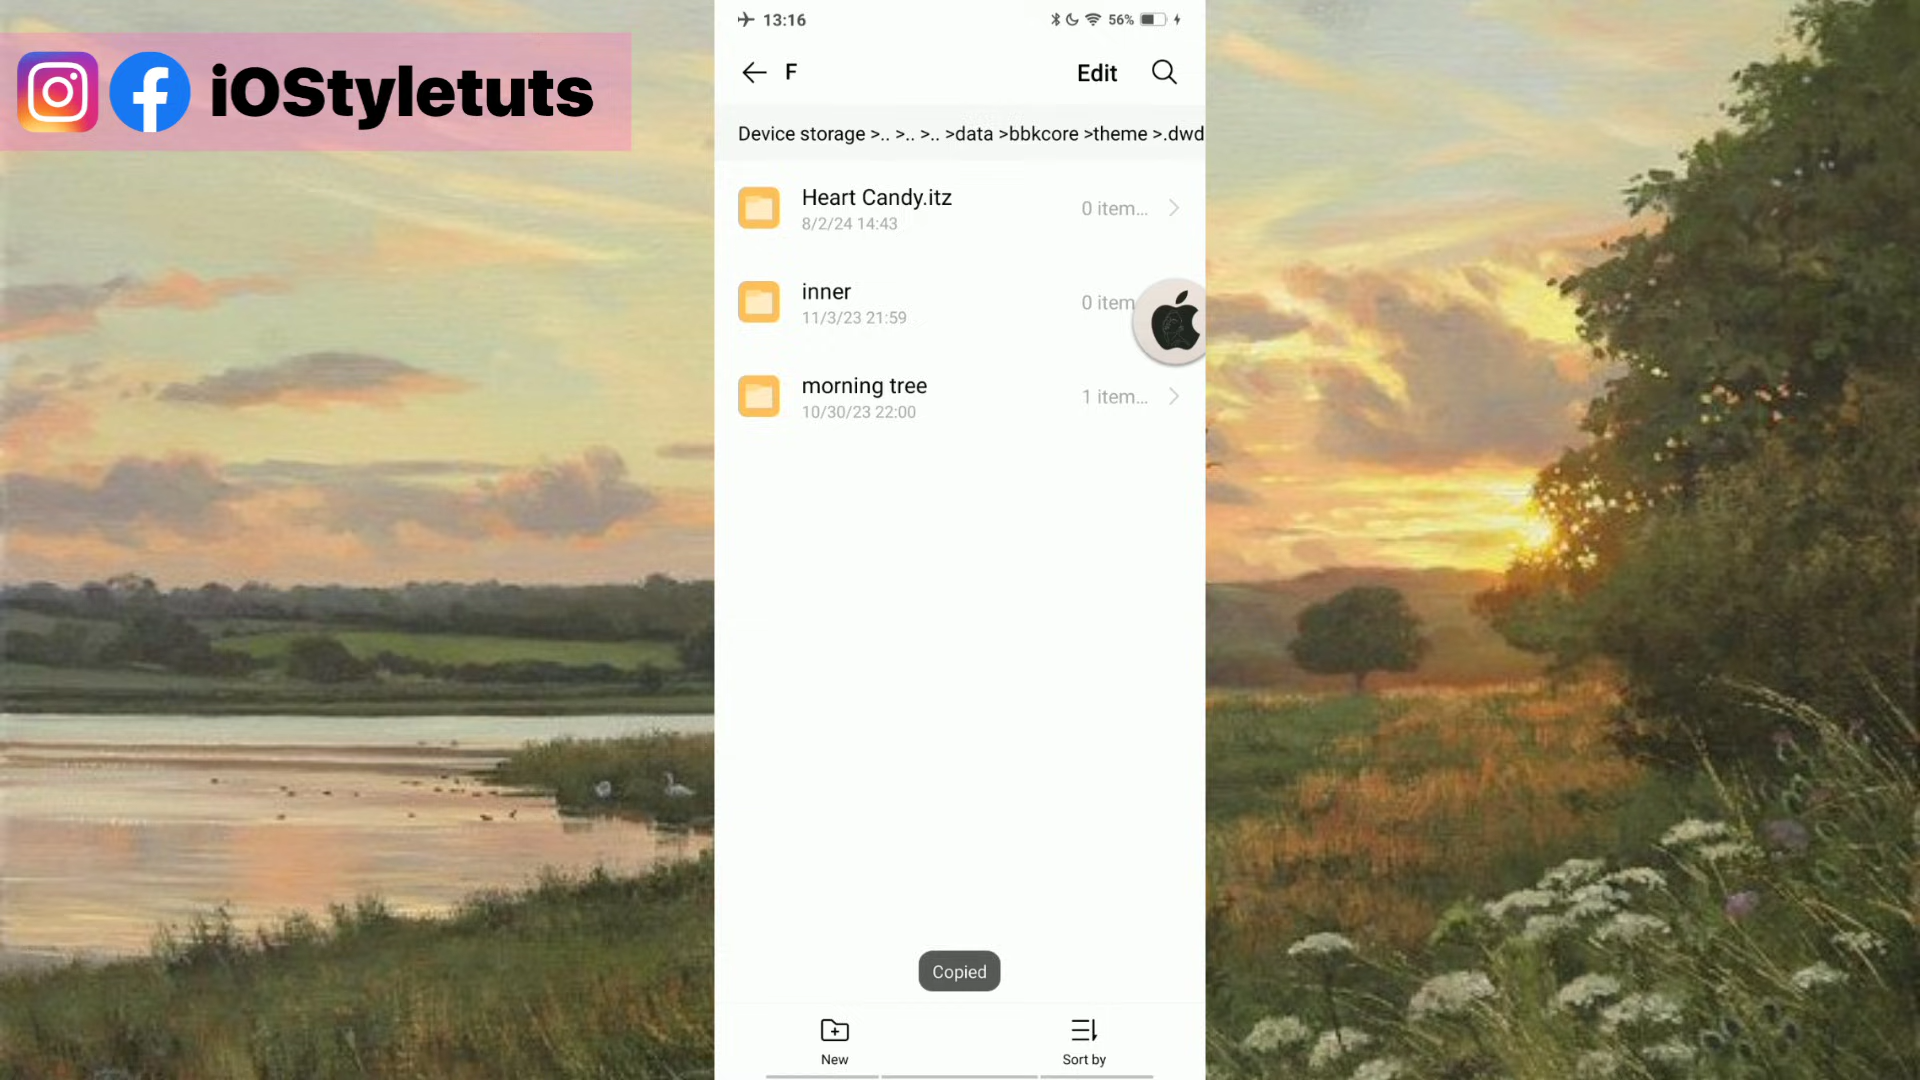 iOStyletuts
13:16
56%
F
Edit
Device storage >.. >.. >.. >data >bbkcore >theme >.dwd
Heart Candy.itz
0 item...
8/2/24 14:43
inner
0 item
11/3/23 21:59
morning tree
1 item...
10/30/23 22:00
Copied
New
Sort by